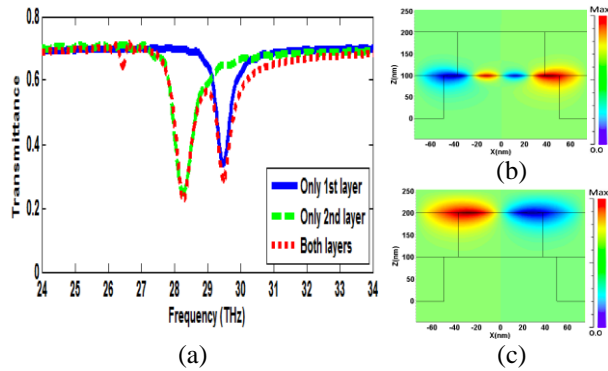 0.8
0.6
0.4
0.2
0
Transmittance
24 25 26 27 28 29 30 31 32 33 34
Frequency (THz)
Only 1st layer
Only 2nd layer
Both layers
(a)
250
200
150
100
50
0
Z(nm)
-60 -40 -20 0 20 40 60
X(nm)
Max
0.0
(b)
250
200
150
100
50
0
Z(nm)
-60 -40 -20 0 20 40 60
X(nm)
Max
0.0
(c)